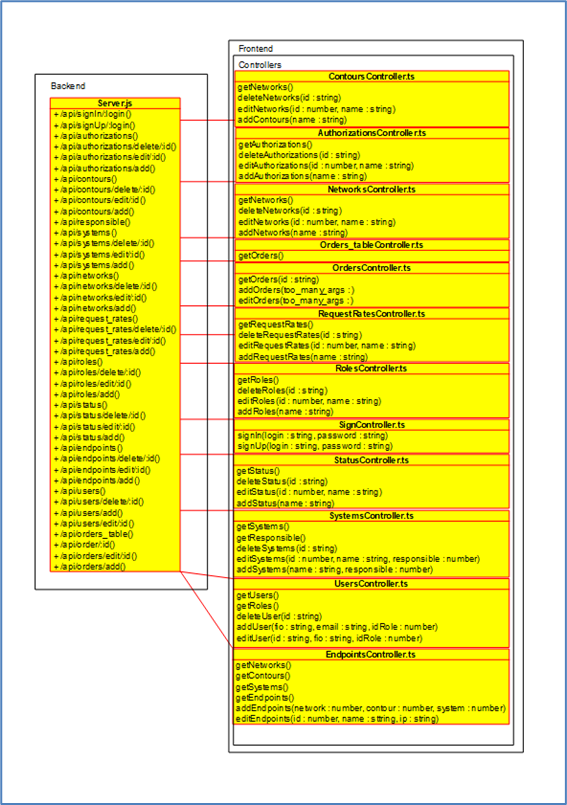 Backend
Server.js
+ /api/signIn/:login()
+ /api/signUp/:login()
+ /api/authorizations()
+ /api/authorizations/delete/:id()
+ /api/authorizations/edit/:id()
+ /api/authorizations/add()
+ /api/contours()
+ /api/contours/delete/:id()
+ /api/contours/edit/:id()
+ /api/contours/add()
+ /api/responsible()
+ /api/systems()
+ /api/systems/delete/:id()
+ /api/systems/edit/:id()
+ /api/systems/add()
+ /api/networks()
+ /api/networks/delete/:id()
+ /api/networks/edit/:id()
+ /api/networks/add()
+ /api/request_rates()
+ /api/request_rates/delete/:id()
+ /api/request_rates/edit/:id()
+ /api/request_rates/add()
+ /api/roles()
+ /api/roles/delete/:id()
+ /api/roles/edit/:id()
+ /api/roles/add()
+ /api/status()
+ /api/status/delete/:id()
+ /api/status/edit/:id()
+ /api/status/add()
+ /api/endpoints()
+ /api/endpoints/delete/:id()
+ /api/endpoints/edit/:id()
+ /api/endpoints/add()
+ /api/users()
+ /api/users/delete/:id()
+ /api/users/add()
+ /api/users/edit/:id()
+ /api/orders_table()
+ /api/order/:id()
+ /api/orders/edit/:id()
+ /api/orders/add()
Frontend
Controllers
ContoursController.ts
getNetworks()
deleteNetworks(id : string)
editNetworks(id : number, name : string)
addContours(name : string)
AuthorizationsController.ts
getAuthorizations()
deleteAuthorizations(id : string)
editAuthorizations(id : number, name : string)
addAuthorizations(name : string)
NetworksController.ts
getNetworks()
deleteNetworks(id : string)
editNetworks(id : number, name : string)
addNetworks(name : string)
Orders_tableController.ts
getOrders()
OrdersController.ts
getOrders(id : string)
addOrders(too_many_args : )
editOrders(too_many_args : )
RequestRatesController.ts
getRequestRates()
deleteRequestRates(id : string)
editRequestRates(id : number, name : string)
addRequestRates(name : string)
RolesController.ts
getRoles()
deleteRoles(id : string)
editRoles(id : number, name : string)
addRoles(name : string)
SignController.ts
signIn(login : string, password : string)
signUp(login : string, password : string)
StatusController.ts
getStatus()
deleteStatus(id : string)
editStatus(id : number, name : string)
addStatus(name : string)
SystemsController.ts
getSystems()
getResponsible()
deleteSystems(id : string)
editSystems(id : number, name : string, responsible : number)
addSystems(name : string, responsible : number)
UsersController.ts
getUsers()
getRoles()
deleteUser(id : string)
addUser(fio : string, email : string, idRole : number)
editUser(id : string, fio : string, idRole : number)
EndpointsController.ts
getNetworks()
getContours()
getSystems()
getEndpoints()
addEndpoints(network : number, contour : number, system : number)
editEndpoints(id : number, name : sttring, ip : string)